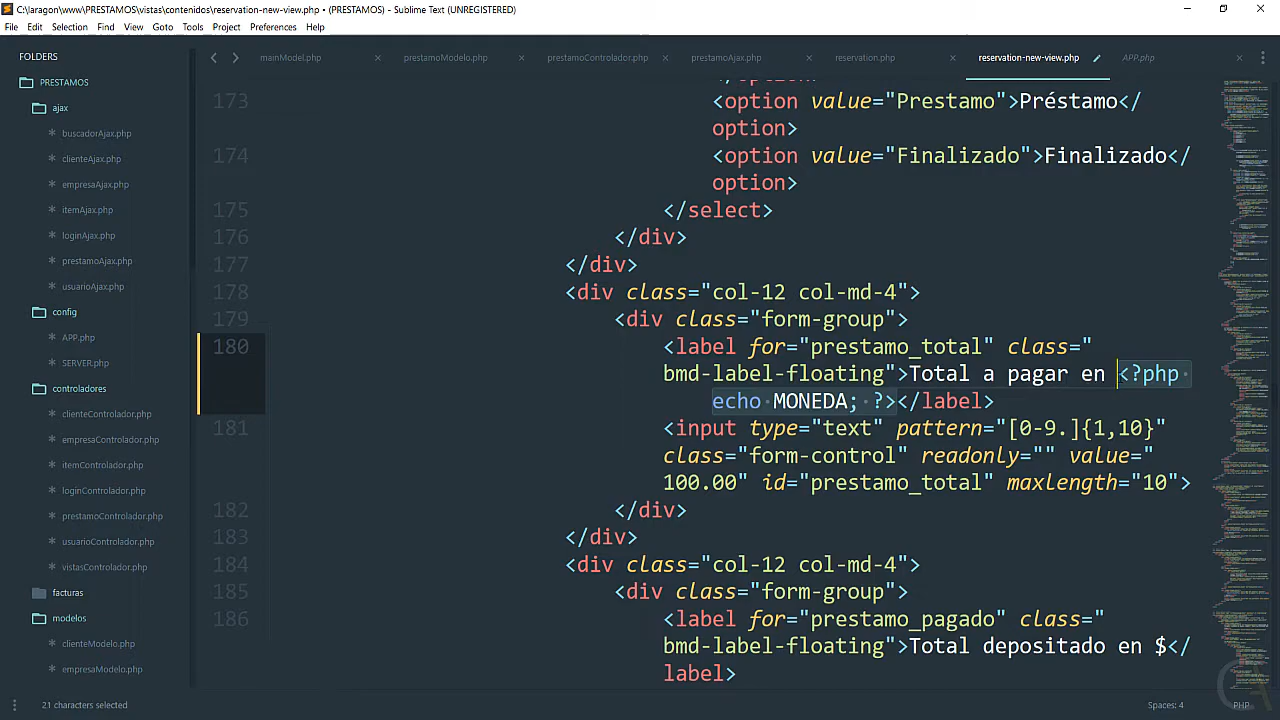 C:\laragon\www\PRESTAMOS\vistas\contenidos\reservation-new-view.php • (PRESTAMOS) - Sublime Text (UNREGISTERED)
File Edit Selection Find View Goto Tools Project Preferences Help
FOLDERS
PRESTAMOS
ajax
buscadorAjax.php
clienteAjax.php
empresaAjax.php
itemAjax.php
loginAjax.php
prestamoAjax.php
usuarioAjax.php
config
APP.php
SERVER.php
controladores
clienteControlador.php
empresaControlador.php
itemControlador.php
loginControlador.php
prestamoControlador.php
usuarioControlador.php
vistasControlador.php
facturas
modelos
clienteModelo.php
empresaModelo.php
mainModel.php prestamoModelo.php prestamoControlador.php prestamoAjax.php reservation.php reservation-new-view.php APP.php
</option>
173 <option value="Prestamo">Préstamo</
option>
174 <option value="Finalizado">Finalizado</
option>
175 </select>
176 </div>
177 </div>
178 <div class="col-12 col-md-4">
179 <div class="form-group">
180 <label for="prestamo_total" class="
bmd-label-floating">Total a pagar en <?php
echo MONEDA; ?></label>
181 <input type="text" pattern="[0-9.]{1,10}"
class="form-control" readonly="" value="
100.00" id="prestamo_total" maxlength="10">
182 </div>
183 </div>
184 <div class="col-12 col-md-4">
185 <div class="form-group">
186 <label for="prestamo_pagado" class="
bmd-label-floating">Total depositado en $</
label>
21 characters selected Spaces: 4 PHP